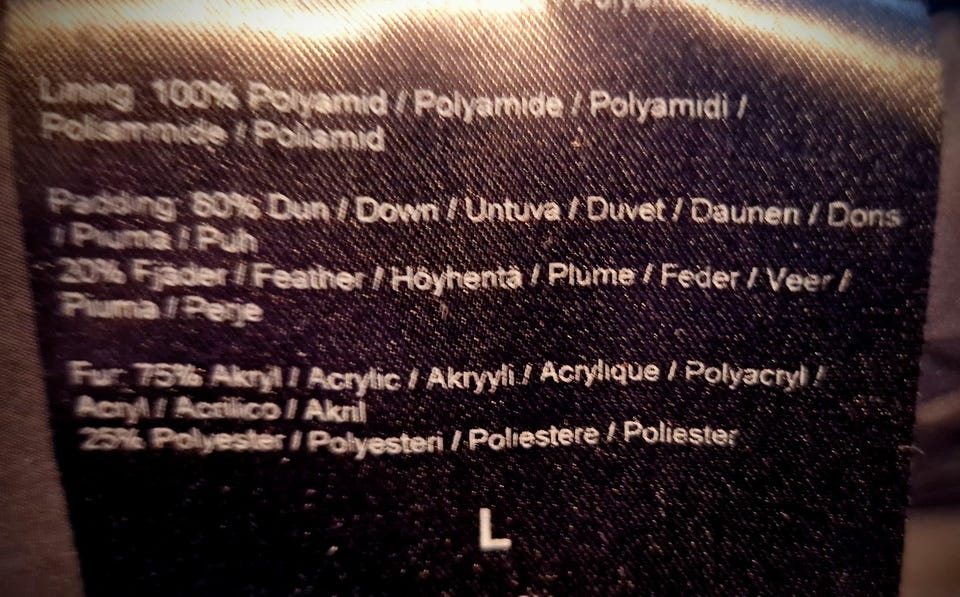 Lining: 100% Polyamid / Polyamide / Polyamidi /
Poliammide / Poliamid
Padding: 80% Dun / Down / Untuva / Duvet / Daunen / Dons
/ Piuma / Puh
20% Fjäder / Feather / Höyhentä / Plume / Feder / Veer /
Piuma / Perje
Fur: 75% Akryl / Acrylic / Akryyli / Acrylique / Polyacryl /
Acryl / Acrilico / Akril
25% Polyester / Polyesteri / Poliestere / Poliester
L